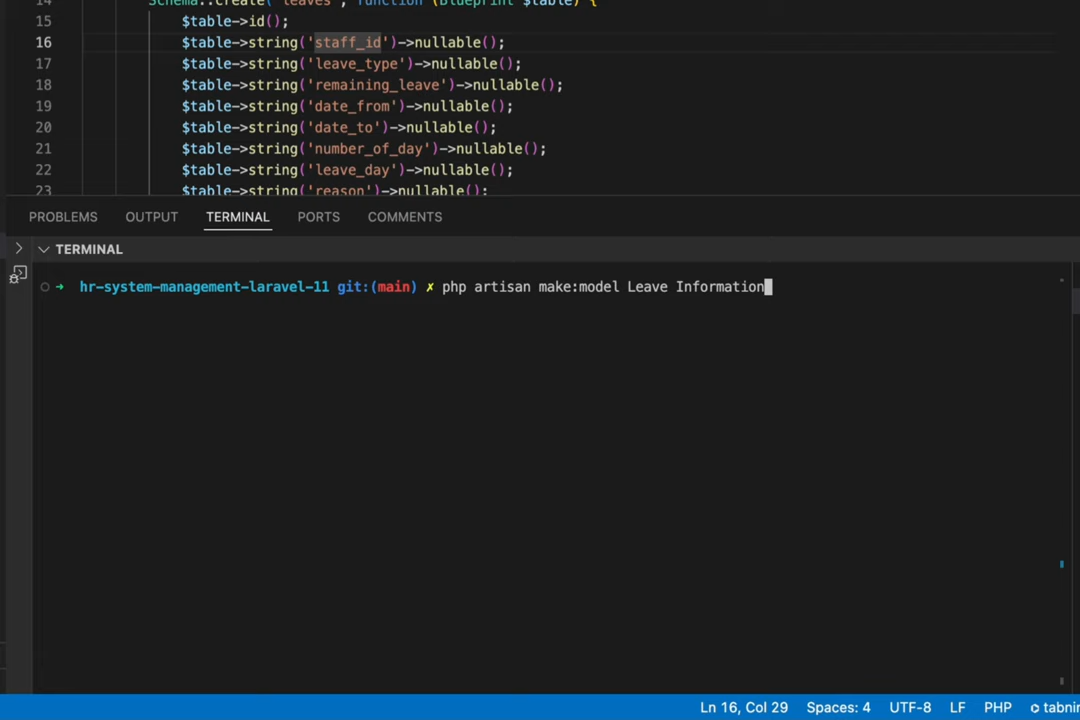 14 Schema::create('leaves', function (Blueprint $table) {
15 $table->id();
16 $table->string('staff_id')->nullable();
17 $table->string('leave_type')->nullable();
18 $table->string('remaining_leave')->nullable();
19 $table->string('date_from')->nullable();
20 $table->string('date_to')->nullable();
21 $table->string('number_of_day')->nullable();
22 $table->string('leave_day')->nullable();
23 $table->string('reason')->nullable();
PROBLEMS OUTPUT TERMINAL PORTS COMMENTS
TERMINAL
hr-system-management-laravel-11 git:(main) ✗ php artisan make:model Leave Information
Ln 16, Col 29 Spaces: 4 UTF-8 LF PHP tabni